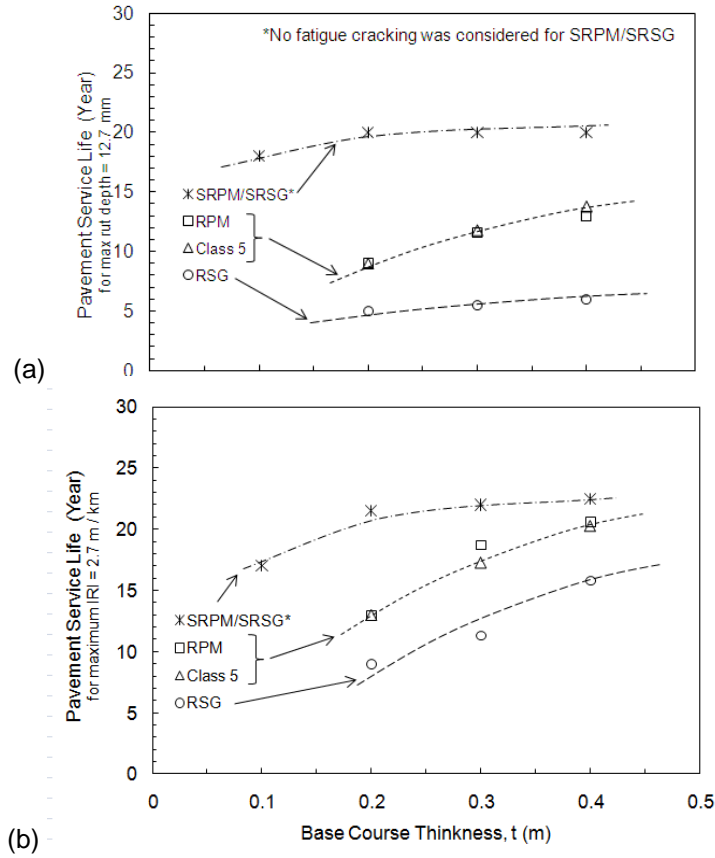 *No fatigue cracking was considered for SRPM/SRSG
Pavement Service Life (Year)
for max rut depth = 12.7 mm
30
25
20
15
10
5
0
SRPM/SRSG*
RPM
Class 5
RSG
(a)
Pavement Service Life (Year)
for maximum IRI = 2.7 m / km
30
25
20
15
10
5
0
SRPM/SRSG*
RPM
Class 5
RSG
0 0.1 0.2 0.3 0.4 0.5
Base Course Thinkness, t (m)
(b)